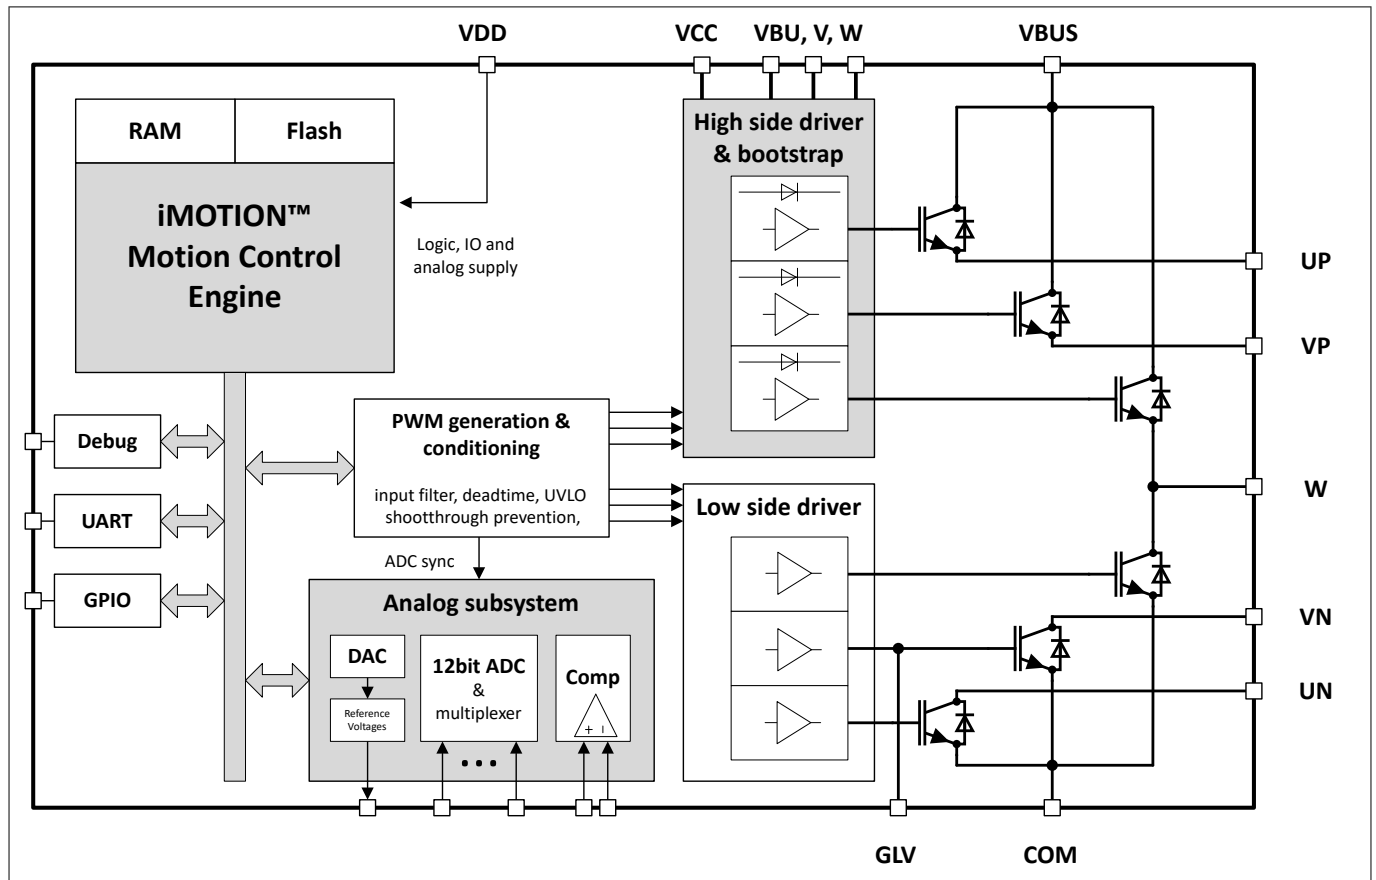 VDD
VCC
VBU, V, W
VBUS
RAM
Flash
iMOTION™
Motion Control
Engine
Logic, IO and
analog supply
High side driver
& bootstrap
UP
VP
Debug
UART
GPIO
PWM generation &
conditioning
input filter, deadtime, UVLO
shootthrough prevention,
ADC sync
Low side driver
W
VN
UN
Analog subsystem
DAC
Reference
Voltages
12bit ADC
&
multiplexer
Comp
+ –
• • •
GLV
COM